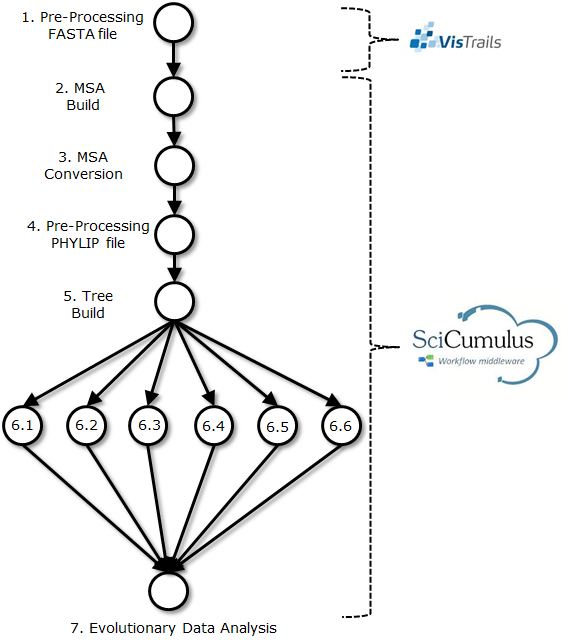 1. Pre-Processing
FASTA file
VisTrails
2. MSA
Build
3. MSA
Conversion
4. Pre-Processing
PHYLIP file
5. Tree
Build
SciCumulus
Workflow middleware
6.1 6.2 6.3 6.4 6.5 6.6
7. Evolutionary Data Analysis